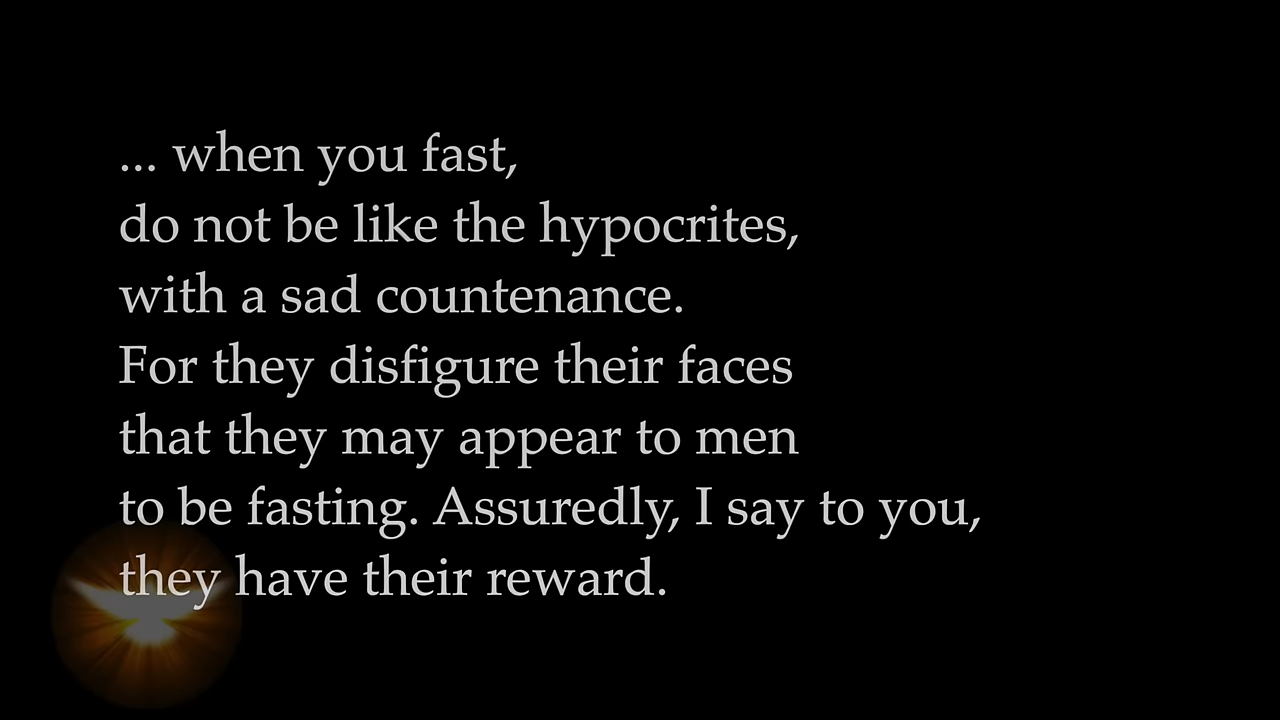 ... when you fast,
do not be like the hypocrites,
with a sad countenance.
For they disfigure their faces
that they may appear to men
to be fasting. Assuredly, I say to you,
they have their reward.